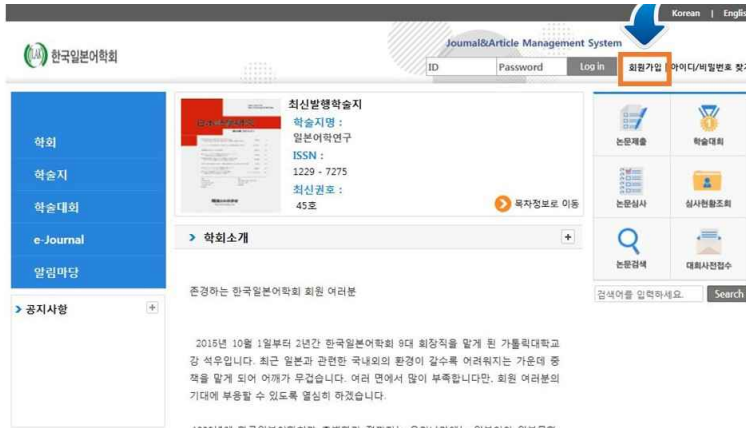 Korean | Englis
Journal&Article Management System
한국일본어학회
ID Password Log in 회원가입 아이디/비밀번호 찾기
학회
학술지
학술대회
e-Journal
알림마당
공지사항
최신발행학술지
학술지명 :
일본어학연구
ISSN :
1229 - 7275
최신권호 :
45호
목차정보로 이동
학회소개
존경하는 한국일본어학회 회원 여러분
2015년 10월 1일부터 2년간 한국일본어학회 9대 회장직을 맡게 된 가톨릭대학교
강 석우입니다. 최근 일본과 관련한 국내외의 환경이 갈수록 어려워지는 가운데 중
책을 맡게 되어 어깨가 무겁습니다. 여러 면에서 많이 부족합니다만, 회원 여러분의
기대에 부응할 수 있도록 열심히 하겠습니다.
논문제출 학술대회
논문심사 심사현황조회
논문검색 대회사전접수
검색어를 입력하세요. Search